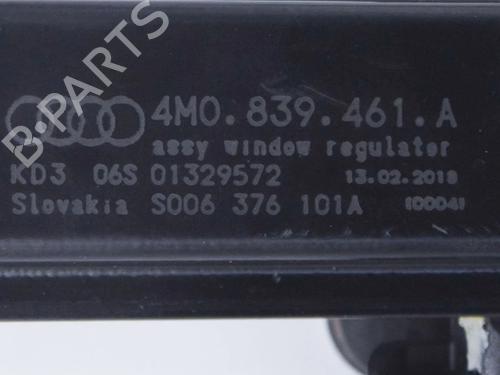 B-PARTS
4M0.839.461.A
assy window regulator
KD3 06S 01329572 13.02.2018
Slovakia S006 376 101A 100041